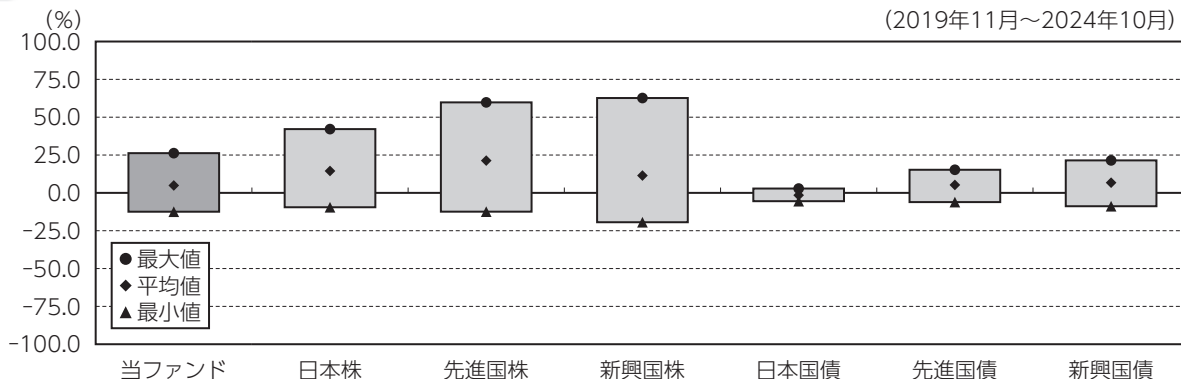 (%)
(2019年11月～2024年10月)
100.0
75.0
50.0
25.0
0.0
-25.0
-50.0
-75.0
-100.0
●最大値
◆平均値
▲最小値
当ファンド 日本株 先進国株 新興国株 日本国債 先進国債 新興国債